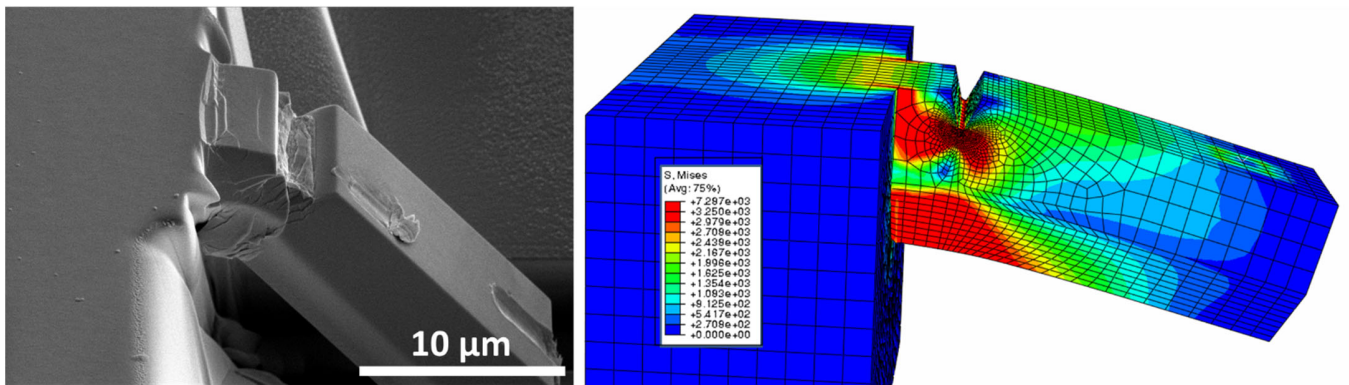 10 μm
S, Mises
(Avg: 75%)
+7.297e+03
+3.250e+03
+2.979e+03
+2.708e+03
+2.438e+03
+2.167e+03
+1.896e+03
+1.625e+03
+1.354e+03
+1.083e+03
+8.125e+02
+5.417e+02
+2.708e+02
+0.000e+00